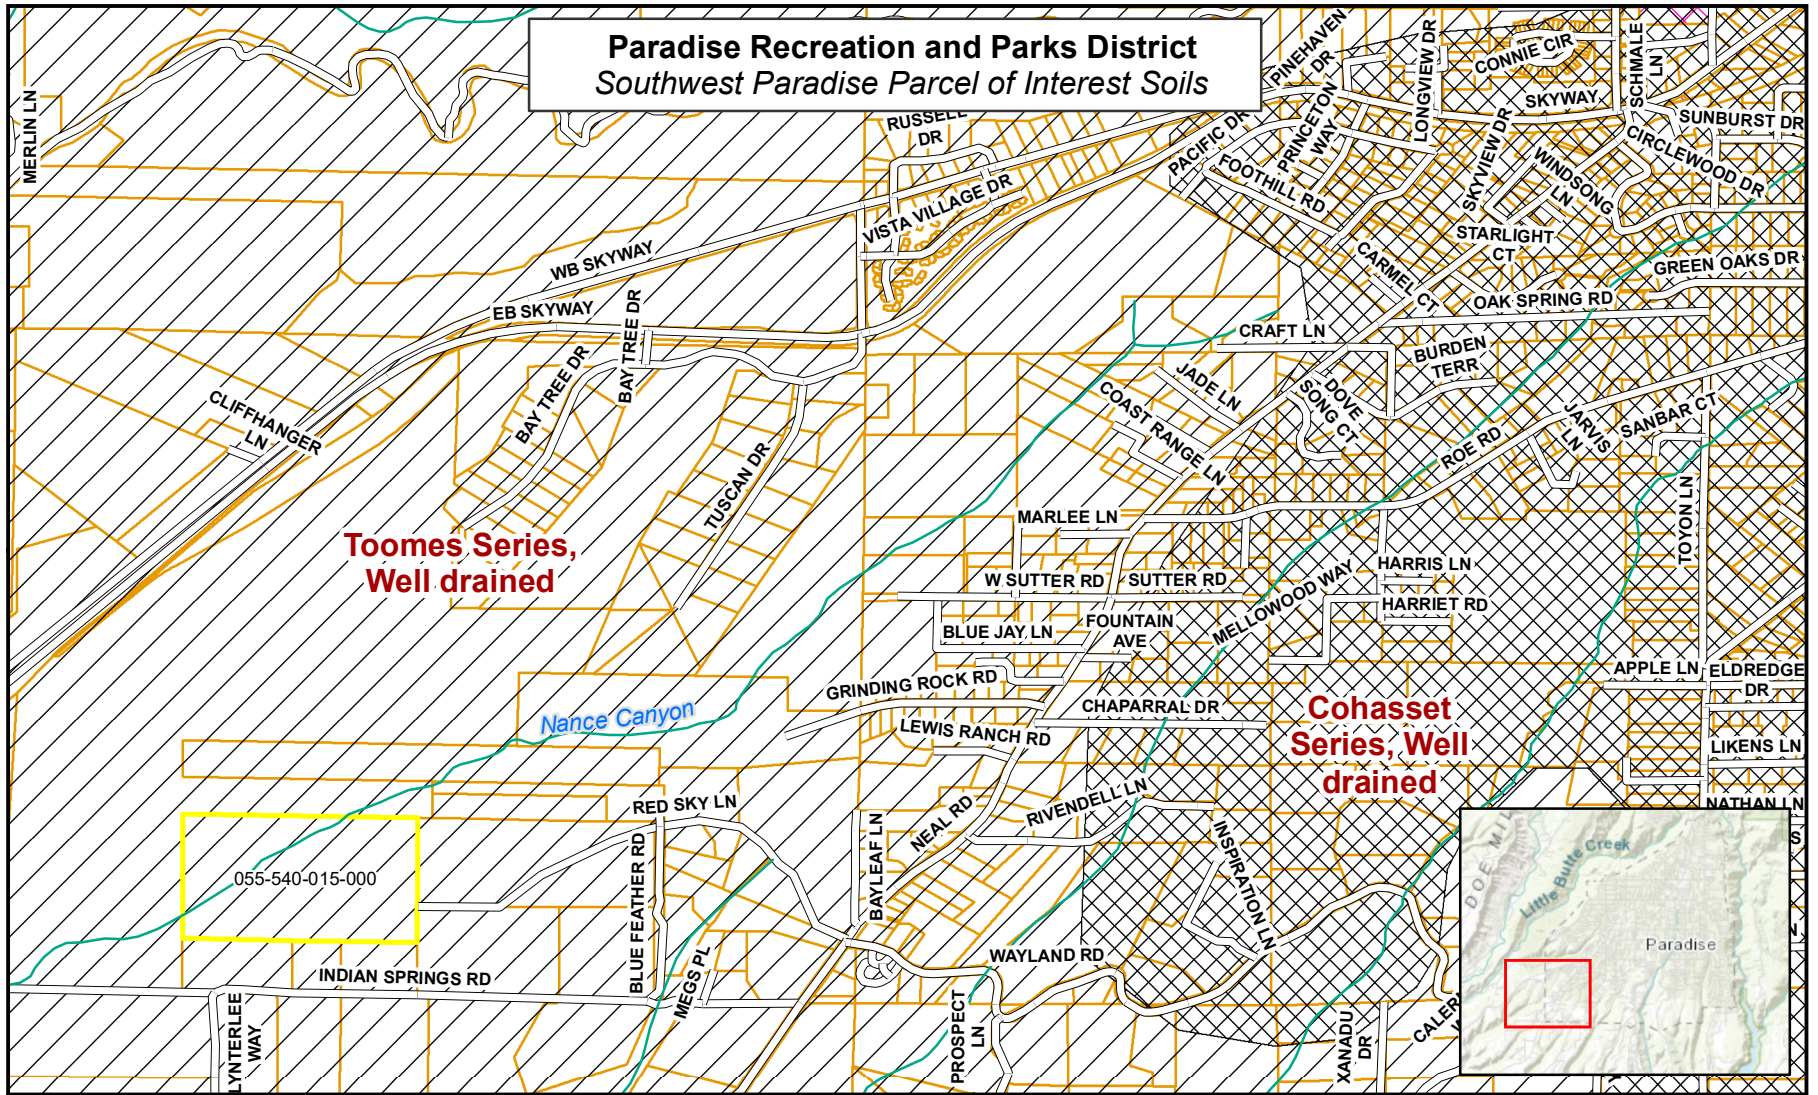 Paradise Recreation and Parks District
Southwest Paradise Parcel of Interest Soils
MERLIN LN
RUSSELL
DR
PINEHAVEN
DR
LONGVIEW DR
CONNIE CIR
SCHMALE
LN
SKYWAY
SUNBURST DR
PACIFIC DR
PRINCETON
WAY
SKYVIEW DR
CIRCLEWOOD DR
WINDSONG
LN
FOOTHILL RD
VISTA VILLAGE DR
STARLIGHT
CT
WB SKYWAY
EB SKYWAY
CARMEL CT
GREEN OAKS DR
OAK SPRING RD
BAY TREE DR
BAY TREE DR
CRAFT LN
BURDEN
TERR
JADE LN
DOVE
SONG CT
COAST RANGE LN
CLIFFHANGER
LN
JARVIS
LN
SANBAR CT
ROE RD
TUSCAN DR
TOYON LN
MARLEE LN
Toomes Series,
Well drained
W SUTTER RD
SUTTER RD
MELLOWOOD WAY
HARRIS LN
HARRIET RD
BLUE JAY LN
FOUNTAIN
AVE
APPLE LN
ELDREDGE
DR
GRINDING ROCK RD
CHAPARRAL DR
Nance Canyon
LEWIS RANCH RD
Cohasset
Series, Well
drained
LIKENS LN
RED SKY LN
NEAL RD
RIVENDELL LN
NATHAN LN
BAYLEAF LN
INSPIRATION LN
055-540-015-000
BLUE FEATHER RD
MEGS PL
WAYLAND RD
INDIAN SPRINGS RD
LYNTERLEE
WAY
PROSPECT
LN
XANADU
DR
CALER
DOE MIL
Little Butte Creek
Paradise